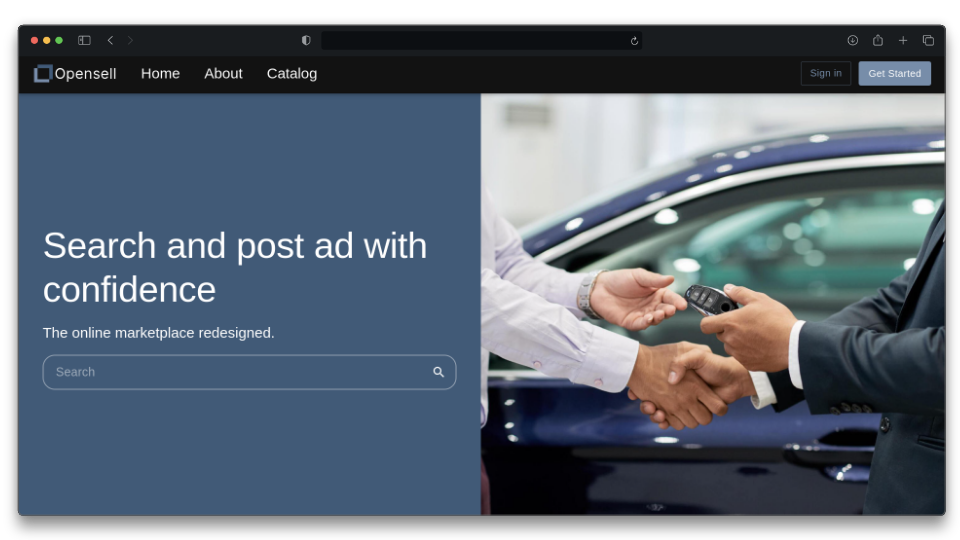 Opensell Home About Catalog Sign in Get Started
Search and post ad with
confidence
The online marketplace redesigned.
Search